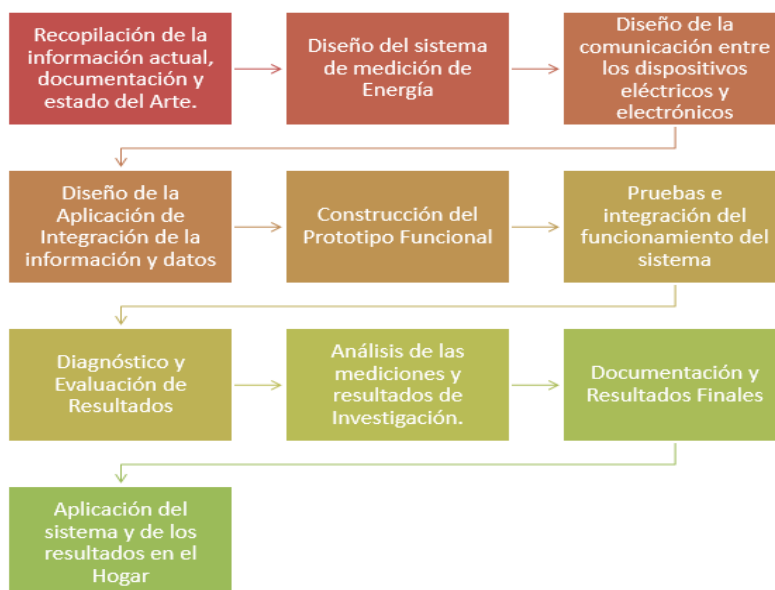 Recopilación de la
información actual,
documentación y
estado del Arte.
Diseño del sistema
de medición de
Energía
Diseño de la
comunicación entre
los dispositivos
eléctricos y
electrónicos
Diseño de la
Aplicación de
Integración de la
información y datos
Construcción del
Prototipo Funcional
Pruebas e
integración del
funcionamiento del
sistema
Diagnóstico y
Evaluación de
Resultados
Análisis de las
mediciones y
resultados de
Investigación.
Documentación y
Resultados Finales
Aplicación del
sistema y de los
resultados en el
Hogar